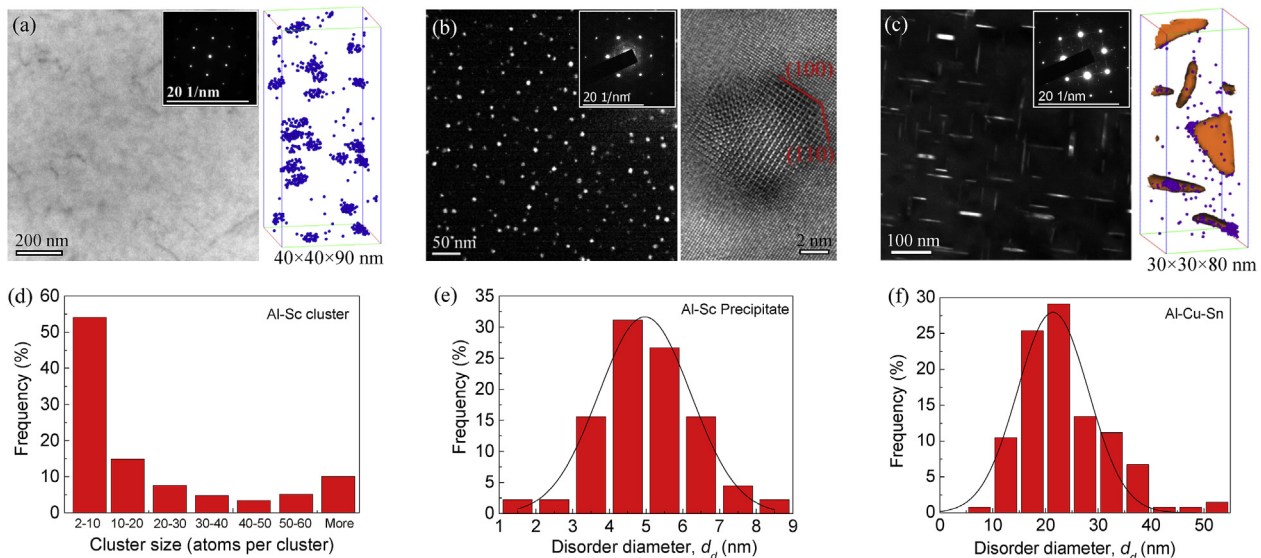 (a)
20 1/nm
200 nm
40×40×90 nm
(b)
20 1/nm
50 nm
(100)
(110)
2 nm
(c)
20 1/nm
100 nm
30×30×80 nm
(d)
Al-Sc cluster
Frequency (%)
60
50
40
30
20
10
0
2-10 10-20 20-30 30-40 40-50 50-60 More
Cluster size (atoms per cluster)
(e)
Al-Sc Precipitate
Frequency (%)
35
30
25
20
15
10
5
0
1 2 3 4 5 6 7 8 9
Disorder diameter, d_d (nm)
(f)
Al-Cu-Sn
Frequency (%)
30
25
20
15
10
5
0
0 10 20 30 40 50
Disorder diameter, d_d (nm)